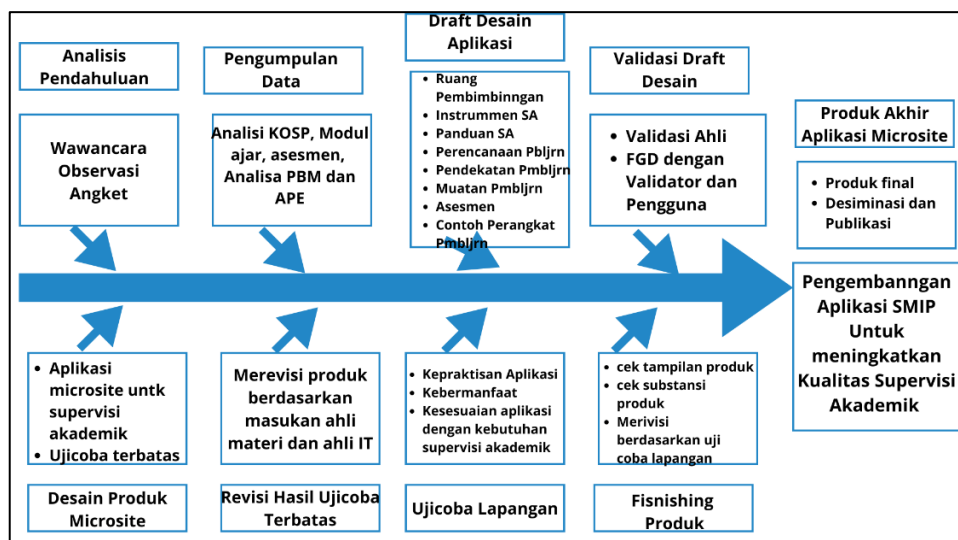 Analisis
Pendahuluan
Wawancara
Observasi
Angket
Pengumpulan
Data
Analisi KOSP, Modul
ajar, asesmen,
Analisa PBM dan
APE
Draft Desain
Aplikasi
• Ruang
Pembimbinngan
• Instrummen SA
• Panduan SA
• Perencanaan Pbljrn
• Pendekatan Pmbljrn
• Muatan Pmbljrn
• Asesmen
• Contoh Perangkat
Pmbljrn
Validasi Draft
Desain
• Validasi Ahli
• FGD dengan
Validator dan
Pengguna
Produk Akhir
Aplikasi Microsite
• Produk final
• Desiminasi dan
Publikasi
Pengembanngan
Aplikasi SMIP
Untuk
meningkatkan
Kualitas Supervisi
Akademik
• Aplikasi
microsite untk
supervisi
akademik
• Ujicoba terbatas
Desain Produk
Microsite
Merevisi produk
berdasarkan
masukan ahli
materi dan ahli IT
Revisi Hasil Ujicoba
Terbatas
• Kepraktisan Aplikasi
• Kebermanfaat
• Kesesuaian aplikasi
dengan kebutuhan
supervisi akademik
Ujicoba Lapangan
• cek tampilan produk
• cek substansi
produk
• Merivisi
berdasarkan uji
coba lapangan
Fisnishing
Produk